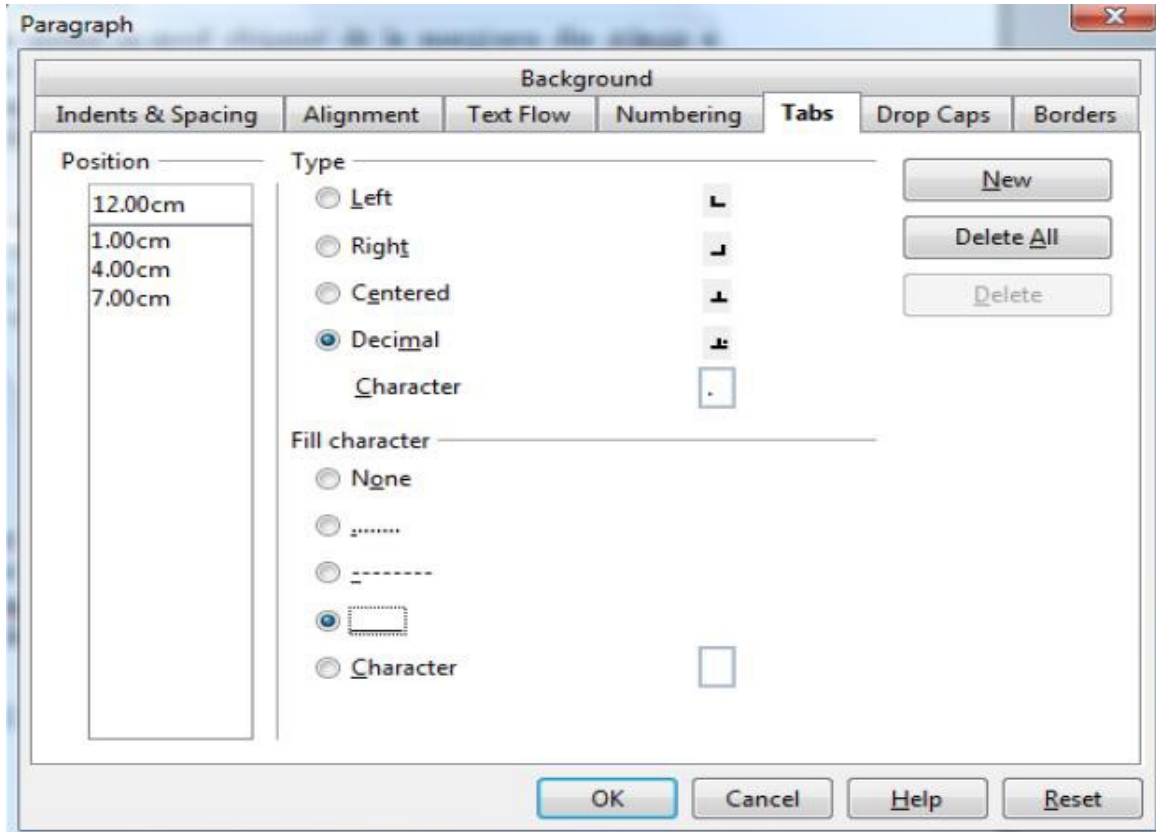 Paragraph
Background
Indents & Spacing Alignment Text Flow Numbering Tabs Drop Caps Borders
Position Type
12.00cm
1.00cm
4.00cm
7.00cm
Left
Right
Centered
Decimal
Character .
New
Delete All
Delete
Fill character
None
........
--------
_____
Character
OK Cancel Help Reset